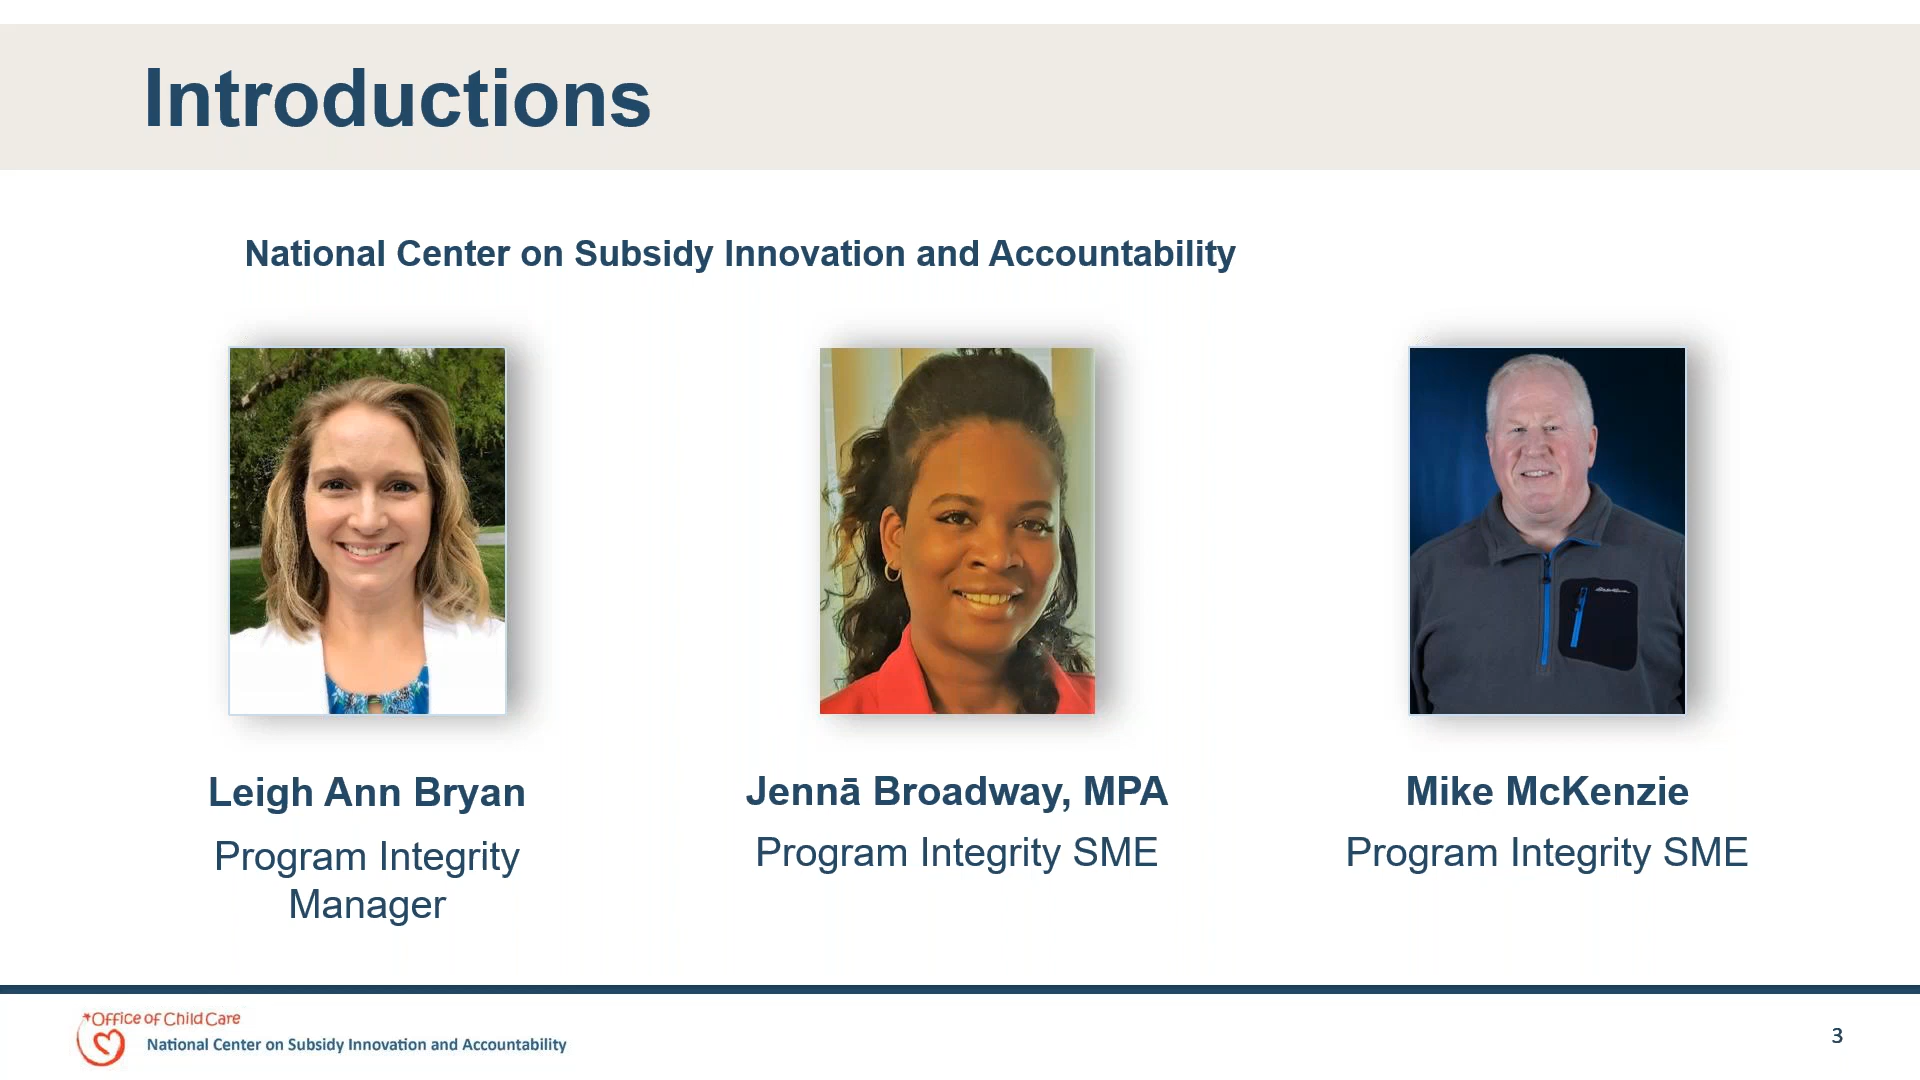 Introductions
National Center on Subsidy Innovation and Accountability
Leigh Ann Bryan
Program Integrity
Manager
Jennā Broadway, MPA
Program Integrity SME
Mike McKenzie
Program Integrity SME
Office of Child Care
National Center on Subsidy Innovation and Accountability
3